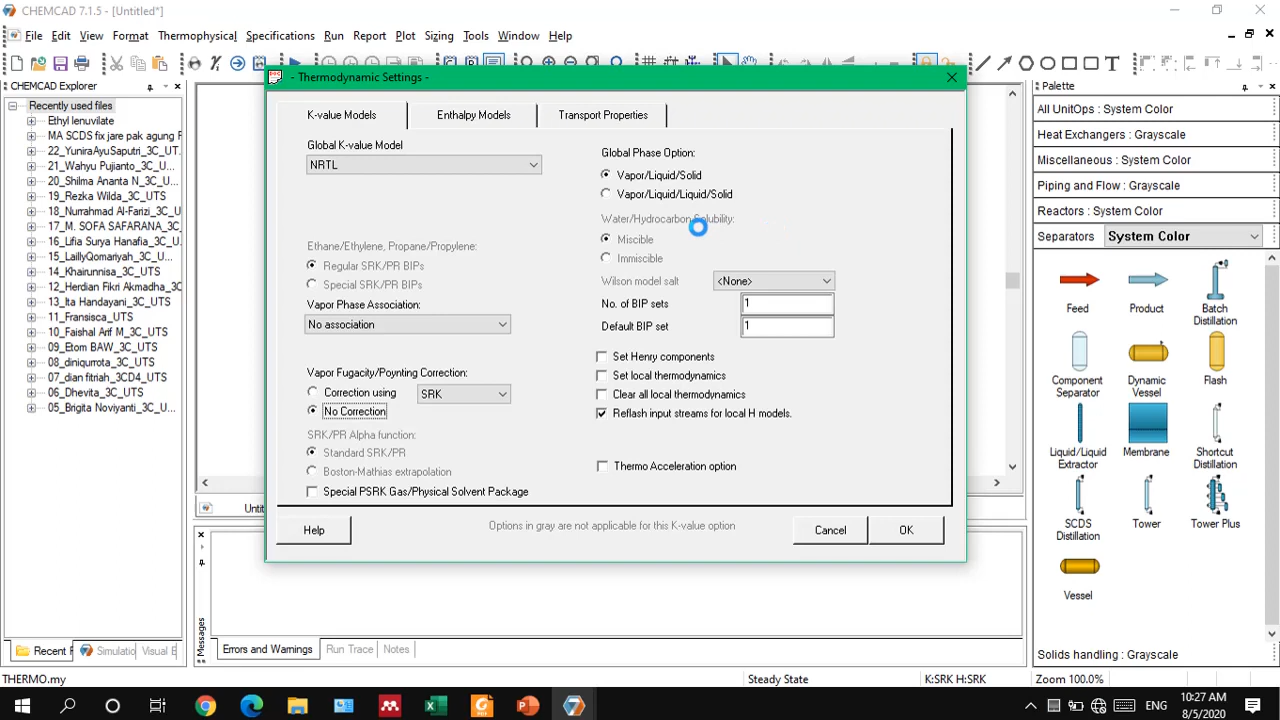 CHEMCAD 7.1.5 - [Untitled*]
File Edit View Format Thermophysical Specifications Run Report Plot Sizing Tools Window Help
CHEMCAD Explorer
Recently used files
Ethyl lenuvilate
MA SCDS fix jare pak agung F
22_YuniraAyuSaputri_3C_UT.
21_Wahyu Pujianto_3C_UTS
20_Shilma Ananta N_3C_U...
19_Rezka Wilda_3C_UTS
18_Nurrahmad Al-Farizi_3C_...
17_M. SOFA SAFARANA_3C...
16_Lifia Surya Hanafia_3C_U...
15_LaillyQomariyah_3C_UTS
14_Khairunnisa_3C_UTS
12_Herdian Fikri Akmadha_3C
13_Ita Handayani_3C_UTS
11_Fransisca_UTS
10_Faishal Arif M_3C_UTS
09_Etom BAW_3C_UTS
08_diniqurrota_3C_UTS
07_dian fitriah_3CD4_UTS
06_Dhevita_3C_UTS
05_Brigita Noviyanti_3C_UTS
Recent F Simulatio Visual E
- Thermodynamic Settings -
K-value Models Enthalpy Models Transport Properties
Global K-value Model
NRTL
Ethane/Ethylene, Propane/Propylene:
Regular SRK/PR BIPs
Special SRK/PR BIPs
Vapor Phase Association:
No association
Vapor Fugacity/Poynting Correction:
Correction using SRK
No Correction
SRK/PR Alpha function:
Standard SRK/PR
Boston-Mathias extrapolation
Special PSRK Gas/Physical Solvent Package
Global Phase Option:
Vapor/Liquid/Solid
Vapor/Liquid/Liquid/Solid
Water/Hydrocarbon Solubility:
Miscible
Immiscible
Wilson model salt <None>
No. of BIP sets 1
Default BIP set 1
Set Henry components
Set local thermodynamics
Clear all local thermodynamics
Reflash input streams for local H models.
Thermo Acceleration option
Help Options in gray are not applicable for this K-value option Cancel OK
Unti
Messages
Errors and Warnings Run Trace Notes
Palette
All UnitOps : System Color
Heat Exchangers : Grayscale
Miscellaneous : System Color
Piping and Flow : Grayscale
Reactors : System Color
Separators System Color
Feed Product Batch Distillation
Component Separator Dynamic Vessel Flash
Liquid/Liquid Extractor Membrane Shortcut Distillation
SCDS Distillation Tower Tower Plus
Vessel
Solids handling : Grayscale
THERMO.my Steady State K:SRK H:SRK Zoom 100.0%
ENG 10:27 AM
8/5/2020